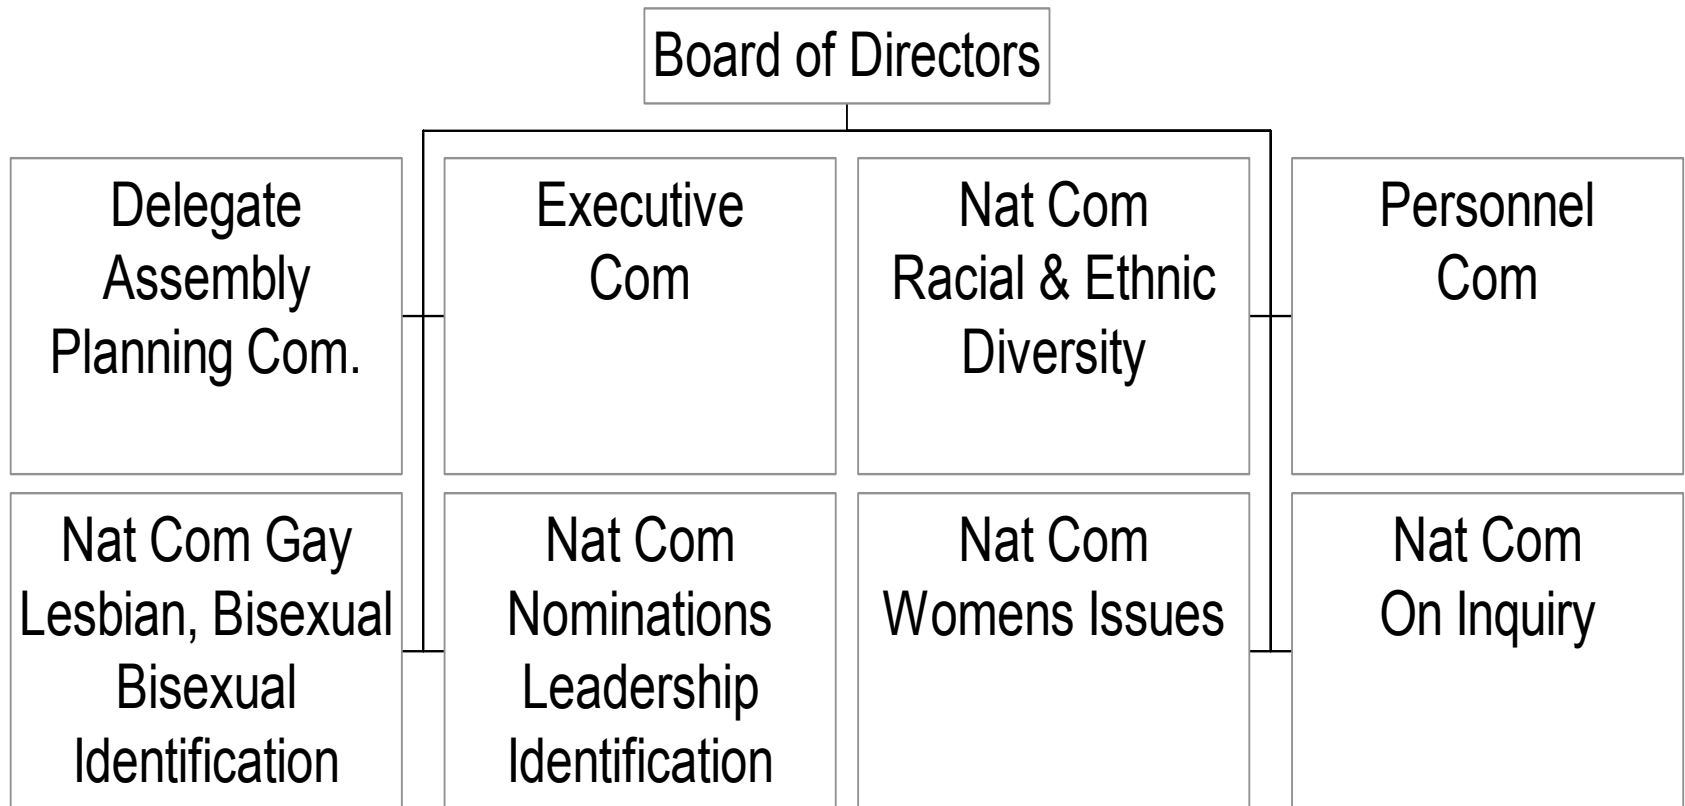 Board of Directors
Delegate
Assembly
Planning Com.
Executive
Com
Nat Com
Racial & Ethnic
Diversity
Personnel
Com
Nat Com Gay
Lesbian, Bisexual
Bisexual
Identification
Nat Com
Nominations
Leadership
Identification
Nat Com
Womens Issues
Nat Com
On Inquiry